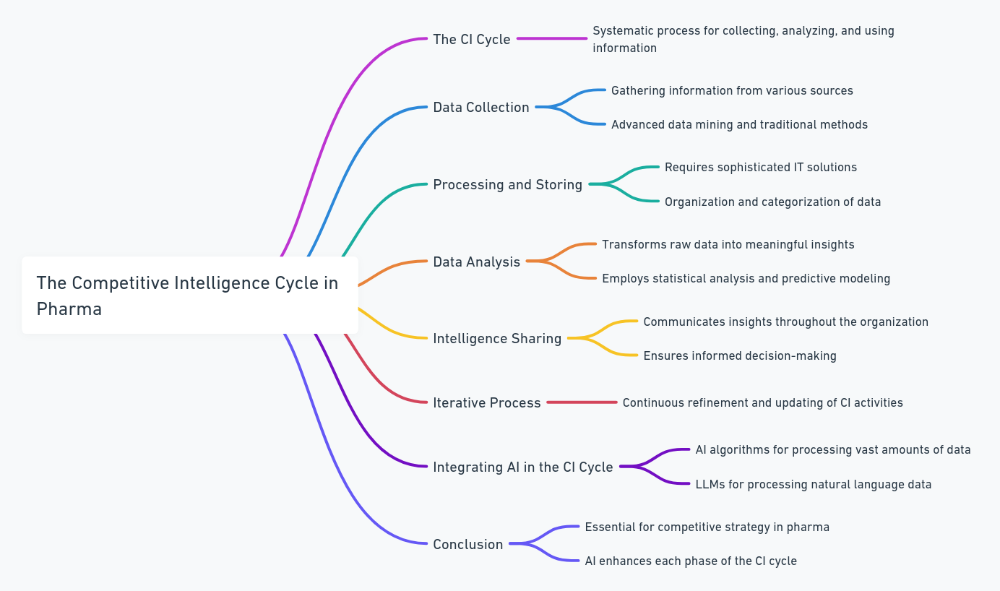 The Competitive Intelligence Cycle in
Pharma
The CI Cycle
Systematic process for collecting, analyzing, and using
information
Data Collection
Gathering information from various sources
Advanced data mining and traditional methods
Processing and Storing
Requires sophisticated IT solutions
Organization and categorization of data
Data Analysis
Transforms raw data into meaningful insights
Employs statistical analysis and predictive modeling
Intelligence Sharing
Communicates insights throughout the organization
Ensures informed decision-making
Iterative Process
Continuous refinement and updating of CI activities
Integrating AI in the CI Cycle
AI algorithms for processing vast amounts of data
LLMs for processing natural language data
Conclusion
Essential for competitive strategy in pharma
AI enhances each phase of the CI cycle